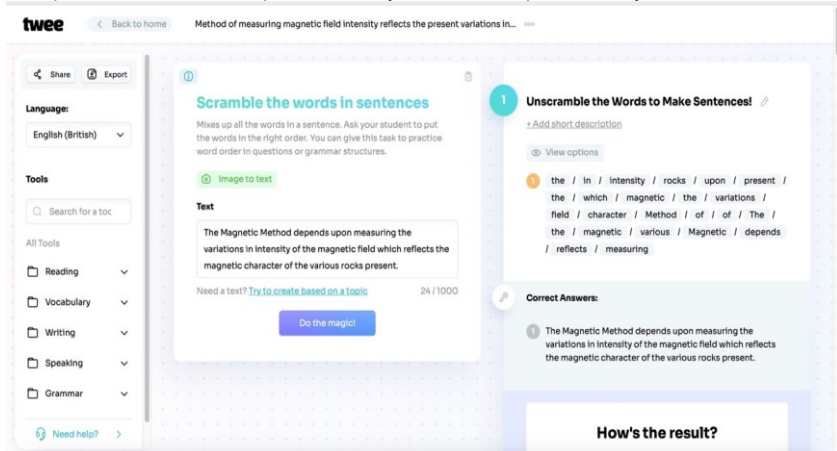 twee
Back to home
Method of measuring magnetic field intensity reflects the present variations in...
Share
Export
Language:
English (British)
Tools
Search for a toc
All Tools
Reading
Vocabulary
Writing
Speaking
Grammar
Need help?
Scramble the words in sentences
Mixes up all the words in a sentence. Ask your student to put
the words in the right order. You can give this task to practice
word order in questions or grammar structures.
Image to text
Text
The Magnetic Method depends upon measuring the
variations in intensity of the magnetic field which reflects the
magnetic character of the various rocks present.
Need a text? Try to create based on a topic
24 / 1000
Do the magic!
1
Unscramble the Words to Make Sentences!
+ Add short description
View options
1 the / in / intensity / rocks / upon / present /
the / which / magnetic / the / variations /
field / character / Method / of / of / The /
the / magnetic / various / Magnetic / depends
/ reflects / measuring
Correct Answers:
1 The Magnetic Method depends upon measuring the
variations in intensity of the magnetic field which reflects
the magnetic character of the various rocks present.
How's the result?